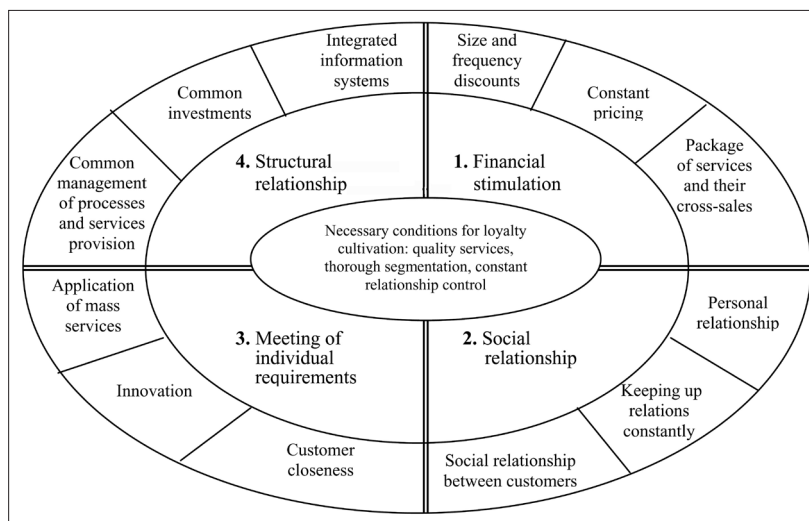 Integrated
information
systems
Size and
frequency
discounts
Common
investments
Constant
pricing
Common
management
of processes
and services
provision
4. Structural
relationship
1. Financial
stimulation
Package
of services
and their
cross-sales
Necessary conditions for loyalty
cultivation: quality services,
thorough segmentation, constant
relationship control
Application
of mass
services
3. Meeting of
individual
requirements
2. Social
relationship
Personal
relationship
Innovation
Keeping up
relations
constantly
Customer
closeness
Social relationship
between customers